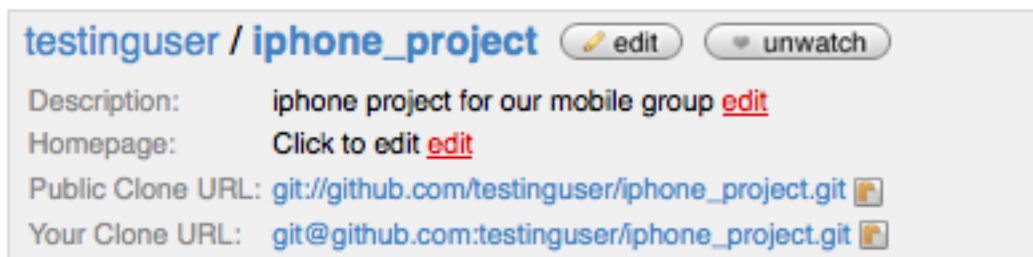 testinguser / iphone_project edit unwatch
Description: iphone project for our mobile group edit
Homepage: Click to edit edit
Public Clone URL: git://github.com/testinguser/iphone_project.git
Your Clone URL: git@github.com:testinguser/iphone_project.git